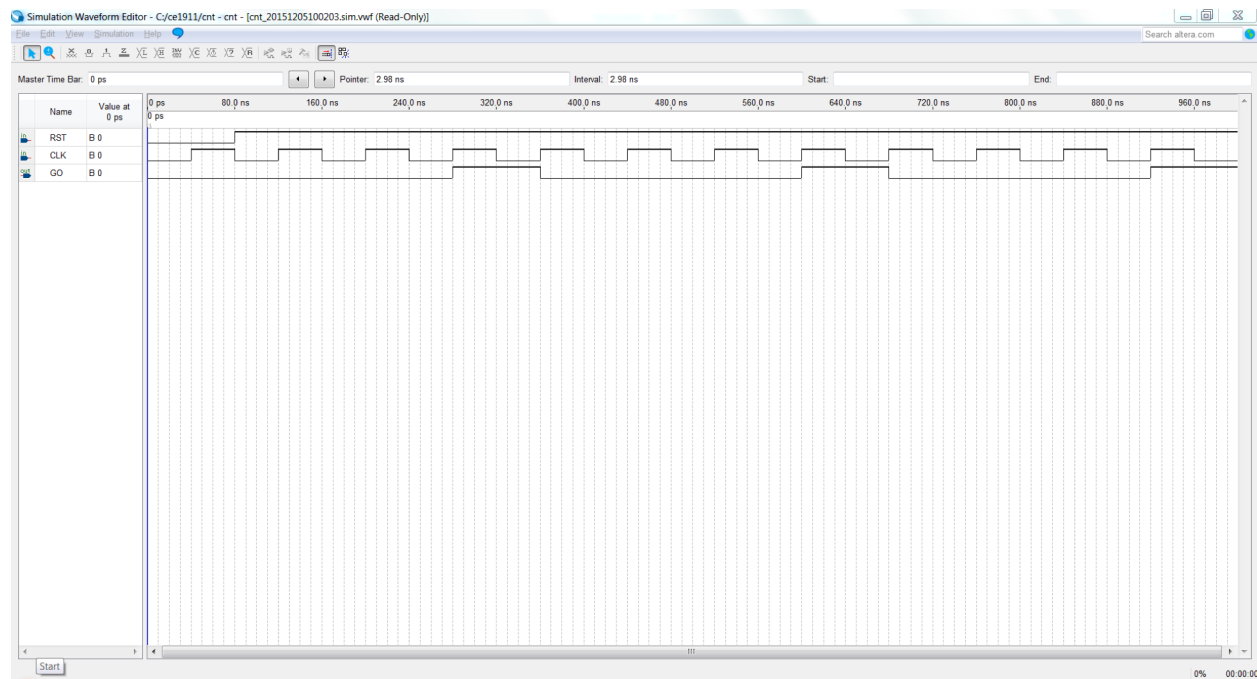 Simulation Waveform Editor - C:/ce1911/cnt - cnt - [cnt_20151205100203.sim.vwf (Read-Only)]
File Edit View Simulation Help Search altera.com
Master Time Bar: 0 ps Pointer: 2.98 ns Interval: 2.98 ns Start: End:
Name Value at 0 ps
0 ps 80.0 ns 160.0 ns 240.0 ns 320.0 ns 400.0 ns 480.0 ns 560.0 ns 640.0 ns 720.0 ns 800.0 ns 880.0 ns 960.0 ns
0 ps
in RST B 0
in CLK B 0
out GO B 0
Start
0% 00:00:00